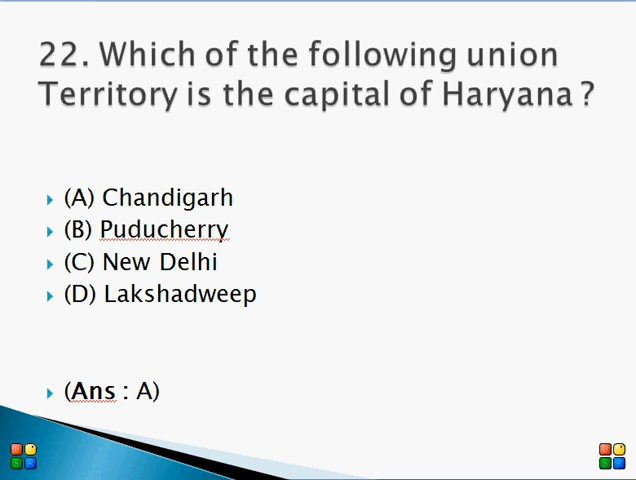 22. Which of the following union
Territory is the capital of Haryana ?
(A) Chandigarh
(B) Puducherry
(C) New Delhi
(D) Lakshadweep
(Ans : A)